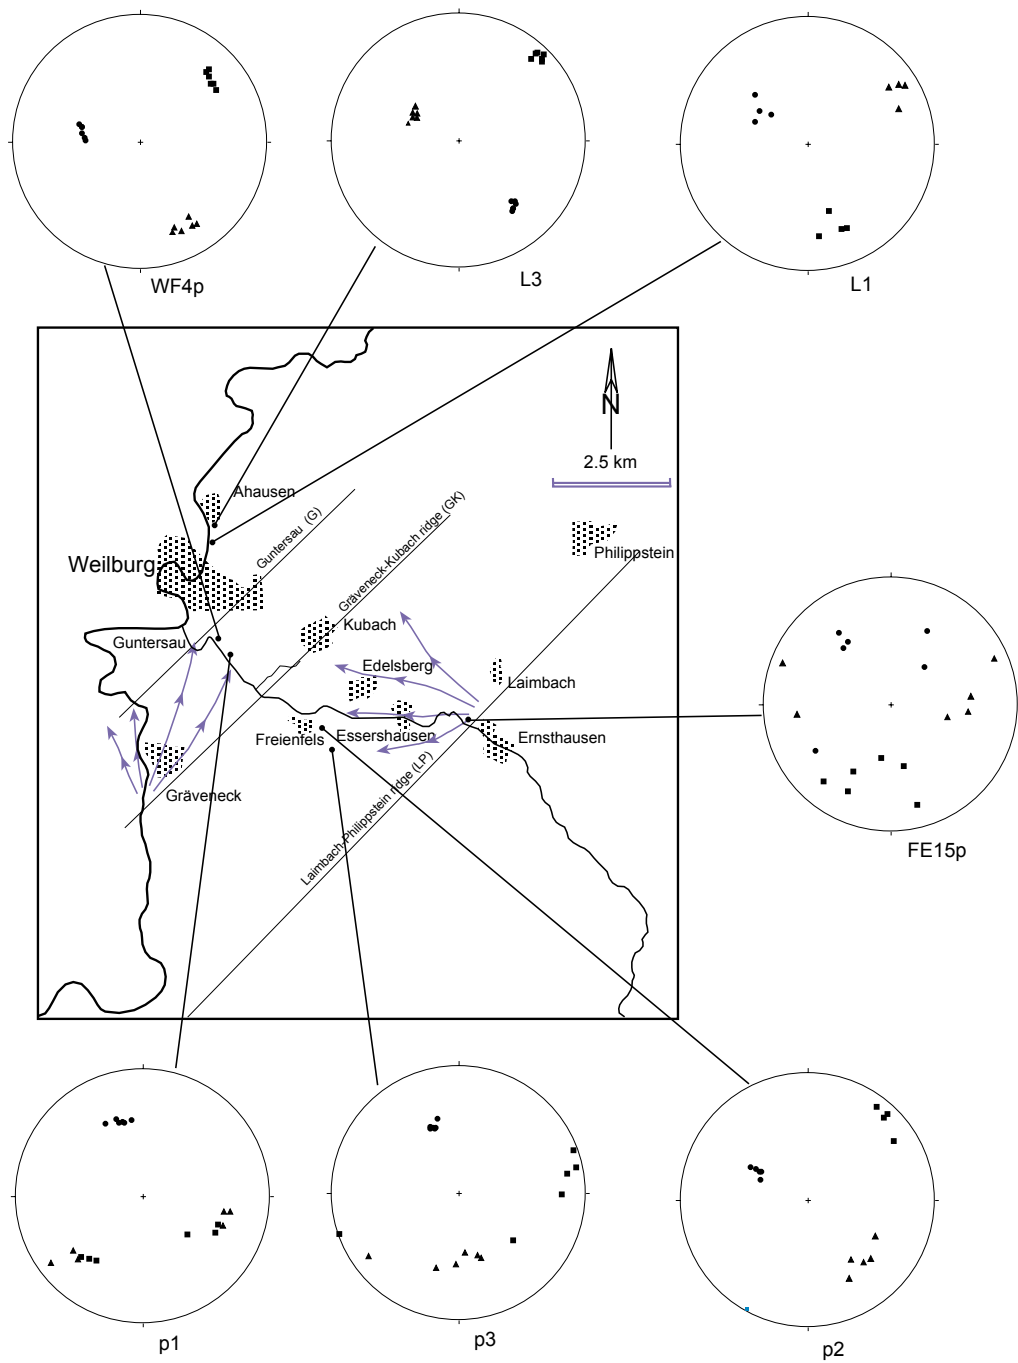 WF4p
L3
L1
N
2.5 km
Ahausen
Guntersau (G)
Gräveneck-Kubach ridge (GK)
Philippstein
Weilburg
Guntersau
Kubach
Edelsberg
Laimbach
Freienfels
Essershausen
Ernsthausen
Gräveneck
Laimbach-Philippstein ridge (LP)
FE15p
p1
p3
p2